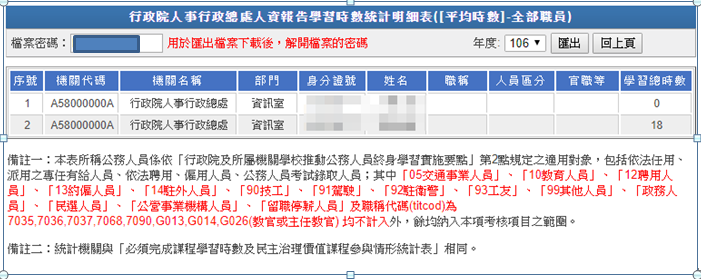 行政院人事行政總處人資報告學習時數統計明細表([平均時數]-全部職員)
檔案密碼： 用於匯出檔案下載後，解開檔案的密碼 年度: 106 匯出 回上頁
序號 機關代碼 機關名稱 部門 身分證號 姓名 職稱 人員區分 官職等 學習總時數
1 A58000000A 行政院人事行政總處 資訊室 0
2 A58000000A 行政院人事行政總處 資訊室 18
備註一：本表所稱公務人員係依「行政院及所屬機關學校推動公務人員終身學習實施要點」第2點規定之適用對象，包括依法任用、
派用之專任有給人員、依法聘用、僱用人員、公務人員考試錄取人員；其中「05交通事業人員」、「10教育人員」、「12聘用人
員」、「13約僱人員」、「14駐外人員」、「90技工」、「91駕駛」、「92駐衛警」、「93工友」、「99其他人員」、「政務人
員」、「民選人員」、「公營事業機構人員」、「留職停薪人員」及職稱代碼(titcod)為
7035,7036,7037,7068,7090,G013,G014,G026(教官或主任教官) 均不計入外，餘均納入本項考核項目之範圍。
備註二：統計機關與「必須完成課程學習時數及民主治理價值課程參與情形統計表」相同。